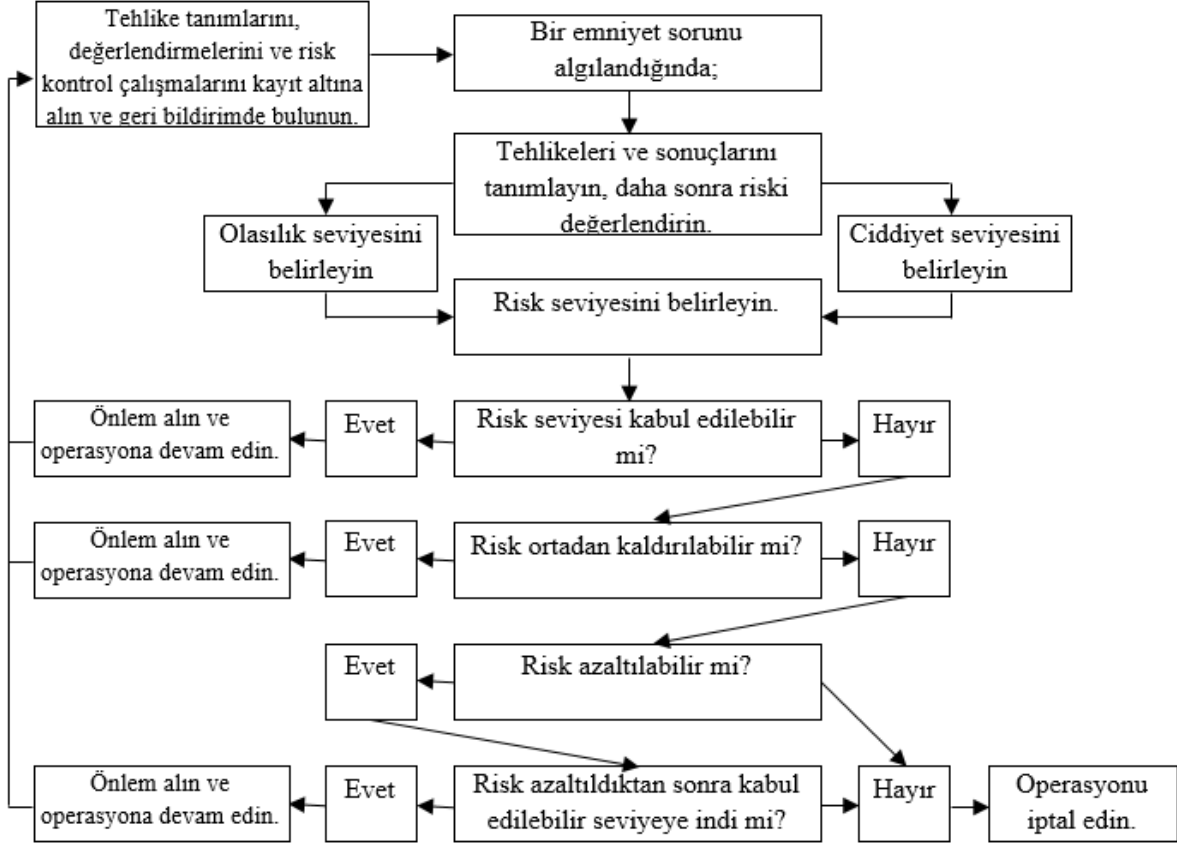 Tehlike tanımlarını,
değerlendirmelerini ve risk
kontrol çalışmalarını kayıt altına
alın ve geri bildirimde bulunun.
Bir emniyet sorunu
algılandığında;
Tehlikeleri ve sonuçlarını
tanımlayın, daha sonra riski
değerlendirin.
Olasılık seviyesini
belirleyin
Ciddiyet seviyesini
belirleyin
Risk seviyesini belirleyin.
Önlem alın ve
operasyona devam edin.
Evet
Risk seviyesi kabul edilebilir
mi?
Hayır
Önlem alın ve
operasyona devam edin.
Evet
Risk ortadan kaldırılabilir mi?
Hayır
Evet
Risk azaltılabilir mi?
Önlem alın ve
operasyona devam edin.
Evet
Risk azaltıldıktan sonra kabul
edilebilir seviyeye indi mi?
Hayır
Operasyonu
iptal edin.